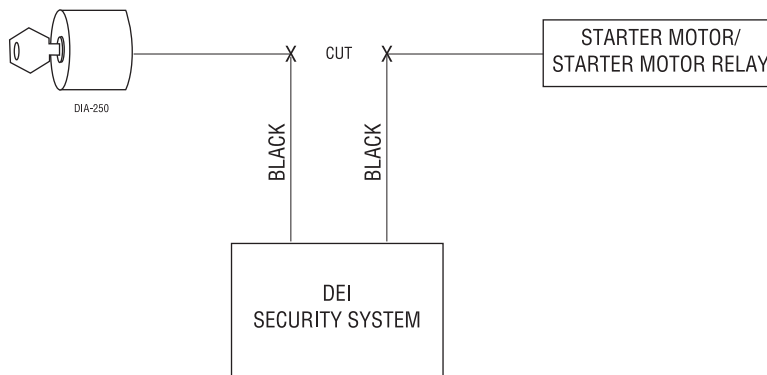 CUT
STARTER MOTOR/
STARTER MOTOR RELAY
DIA-250
BLACK
BLACK
DEI
SECURITY SYSTEM